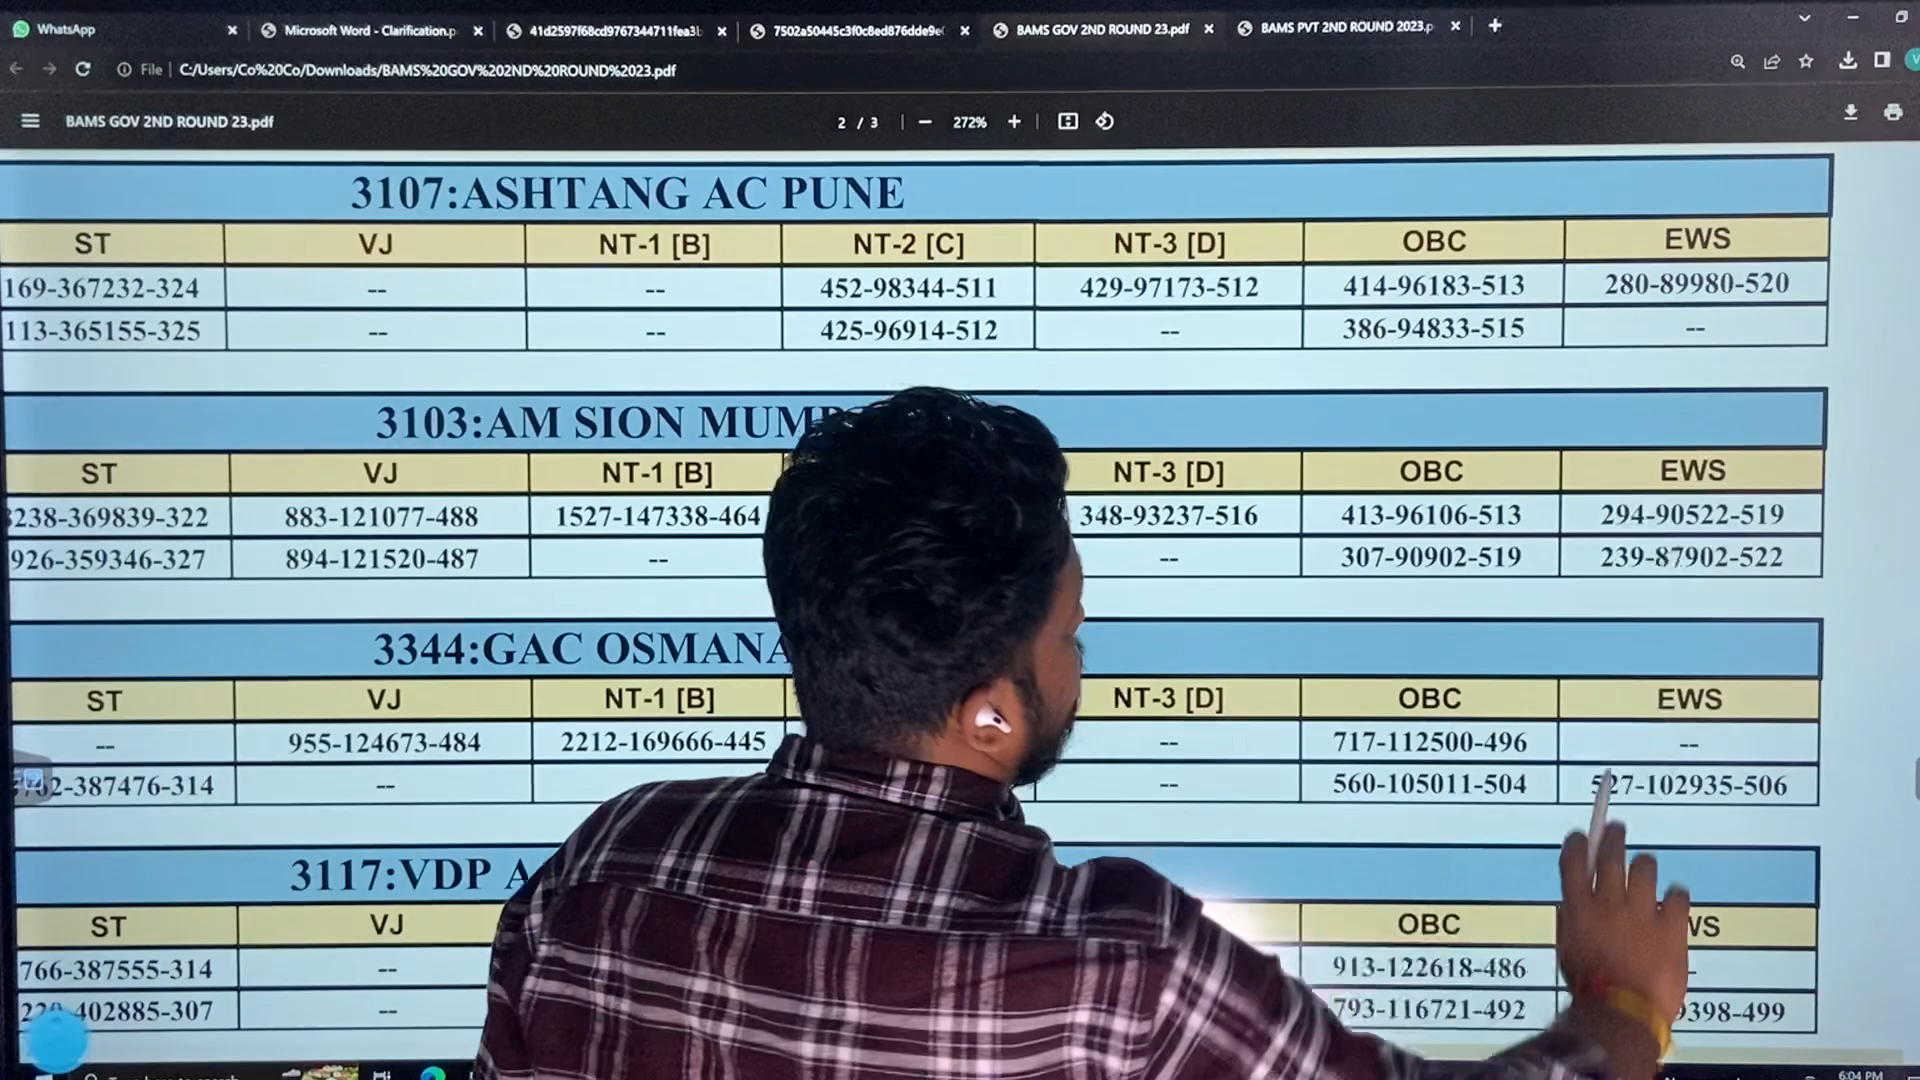 WhatsApp
Microsoft Word - Clarification.p
41d2597f68cd9767344711fea3b
7502a50445c3f0c8ed876dde9e
BAMS GOV 2ND ROUND 23.pdf
BAMS PVT 2ND ROUND 2023.p
File C:/Users/Co%20Co/Downloads/BAMS%20GOV%202ND%20ROUND%2023.pdf
BAMS GOV 2ND ROUND 23.pdf 2 / 3 272%
3107:ASHTANG AC PUNE
ST VJ NT-1 [B] NT-2 [C] NT-3 [D] OBC EWS
169-367232-324 -- -- 452-98344-511 429-97173-512 414-96183-513 280-89980-520
113-365155-325 -- -- 425-96914-512 -- 386-94833-515 --
3103:AM SION
ST VJ NT-1 [B] NT-3 [D] OBC EWS
238-369839-322 883-121077-488 1527-147338-464 348-93237-516 413-96106-513 294-90522-519
926-359346-327 894-121520-487 -- -- 307-90902-519 239-87902-522
3344:GAC
ST VJ NT-1 [B] NT-3 [D] OBC EWS
-- 955-124673-484 2212-169666-445 -- 717-112500-496 --
-387476-314 -- -- 560-105011-504 527-102935-506
3117:VDP
ST VJ OBC
766-387555-314 -- 913-122618-486 -
-402885-307 -- 793-116721-492 9398-499
6:04 PM